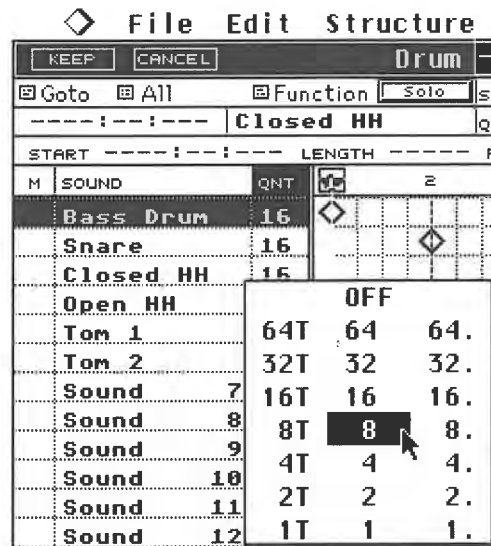 File Edit Structure
KEEP CANCEL Drum
Goto All Function Solo S
----:--:--- Closed HH Q
START ----:--:--- LENGTH -----
M SOUND QNT 2
Bass Drum 16
Snare 16
Closed HH 16
Open HH
Tom 1
Tom 2
Sound 7
Sound 8
Sound 9
Sound 10
Sound 11
Sound 12
OFF
64T 64 64.
32T 32 32.
16T 16 16.
8T 8 8.
4T 4 4.
2T 2 2.
1T 1 1.